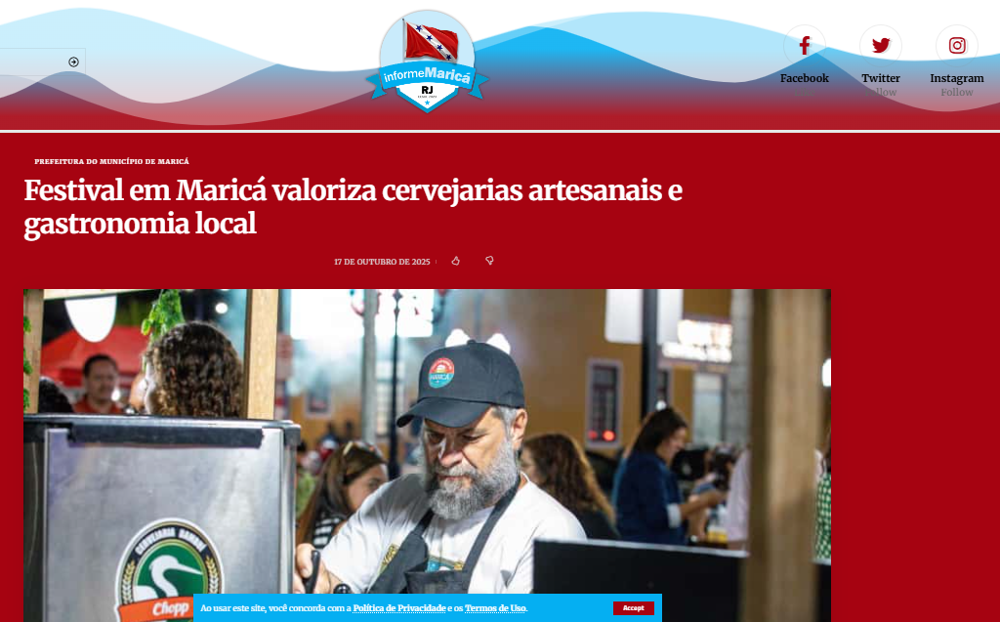 informeMaricá
RJ
Facebook
Twitter
Instagram
Follow
Follow
PREFEITURA DO MUNICÍPIO DE MARICÁ
Festival em Maricá valoriza cervejarias artesanais e
gastronomia local
17 DE OUTUBRO DE 2025
MARICÁ
CERVEJARIA
Chopp
Ao usar este site, você concorda com a Política de Privacidade e os Termos de Uso.
Accept